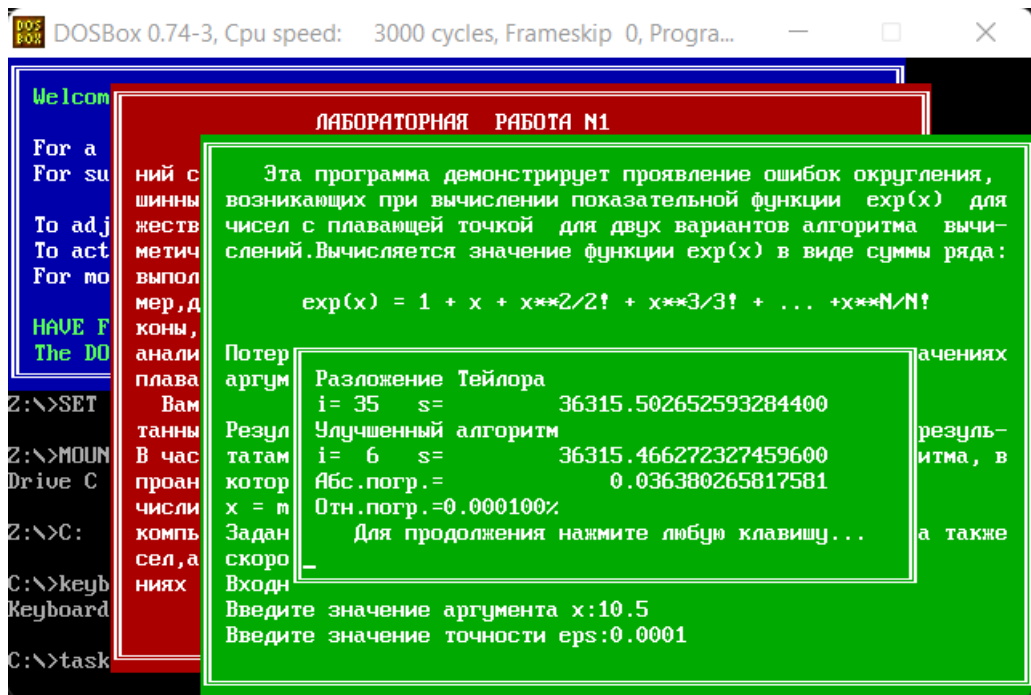 DOSBox 0.74-3, Cpu speed: 3000 cycles, Frameskip 0, Progra...
Welcom
For a
For su
To adj
To act
For mo
HAVE F
The DO
Z:\>SET
Z:\>MOUN
Drive C
Z:\>C:
C:\>keyb
Keyboard
C:\>task
ЛАБОРАТОРНАЯ РАБОТА N1
ний с
шинны
жеств
метич
выпол
мер,д
коны,
анали
плава
Вам
танны
В час
проан
числи
компь
сел,а
ниях
Эта программа демонстрирует проявление ошибок округления,
возникающих при вычислении показательной функции exp(x) для
чисел с плавающей точкой для двух вариантов алгоритма вычи-
слений.Вычисляется значение функции exp(x) в виде суммы ряда:
exp(x) = 1 + x + x**2/2! + x**3/3! + ... +x**N/N!
Потер ачениях
аргум
Резул резуль-
татам итма, в
котор
x = m
Задан а также
скоро
Входн
Введите значение аргумента x:10.5
Введите значение точности eps:0.0001
Разложение Тейлора
i= 35 s= 36315.502652593284400
Улучшенный алгоритм
i= 6 s= 36315.466272327459600
Абс.погр.= 0.036380265817581
Отн.погр.=0.000100%
Для продолжения нажмите любую клавишу...